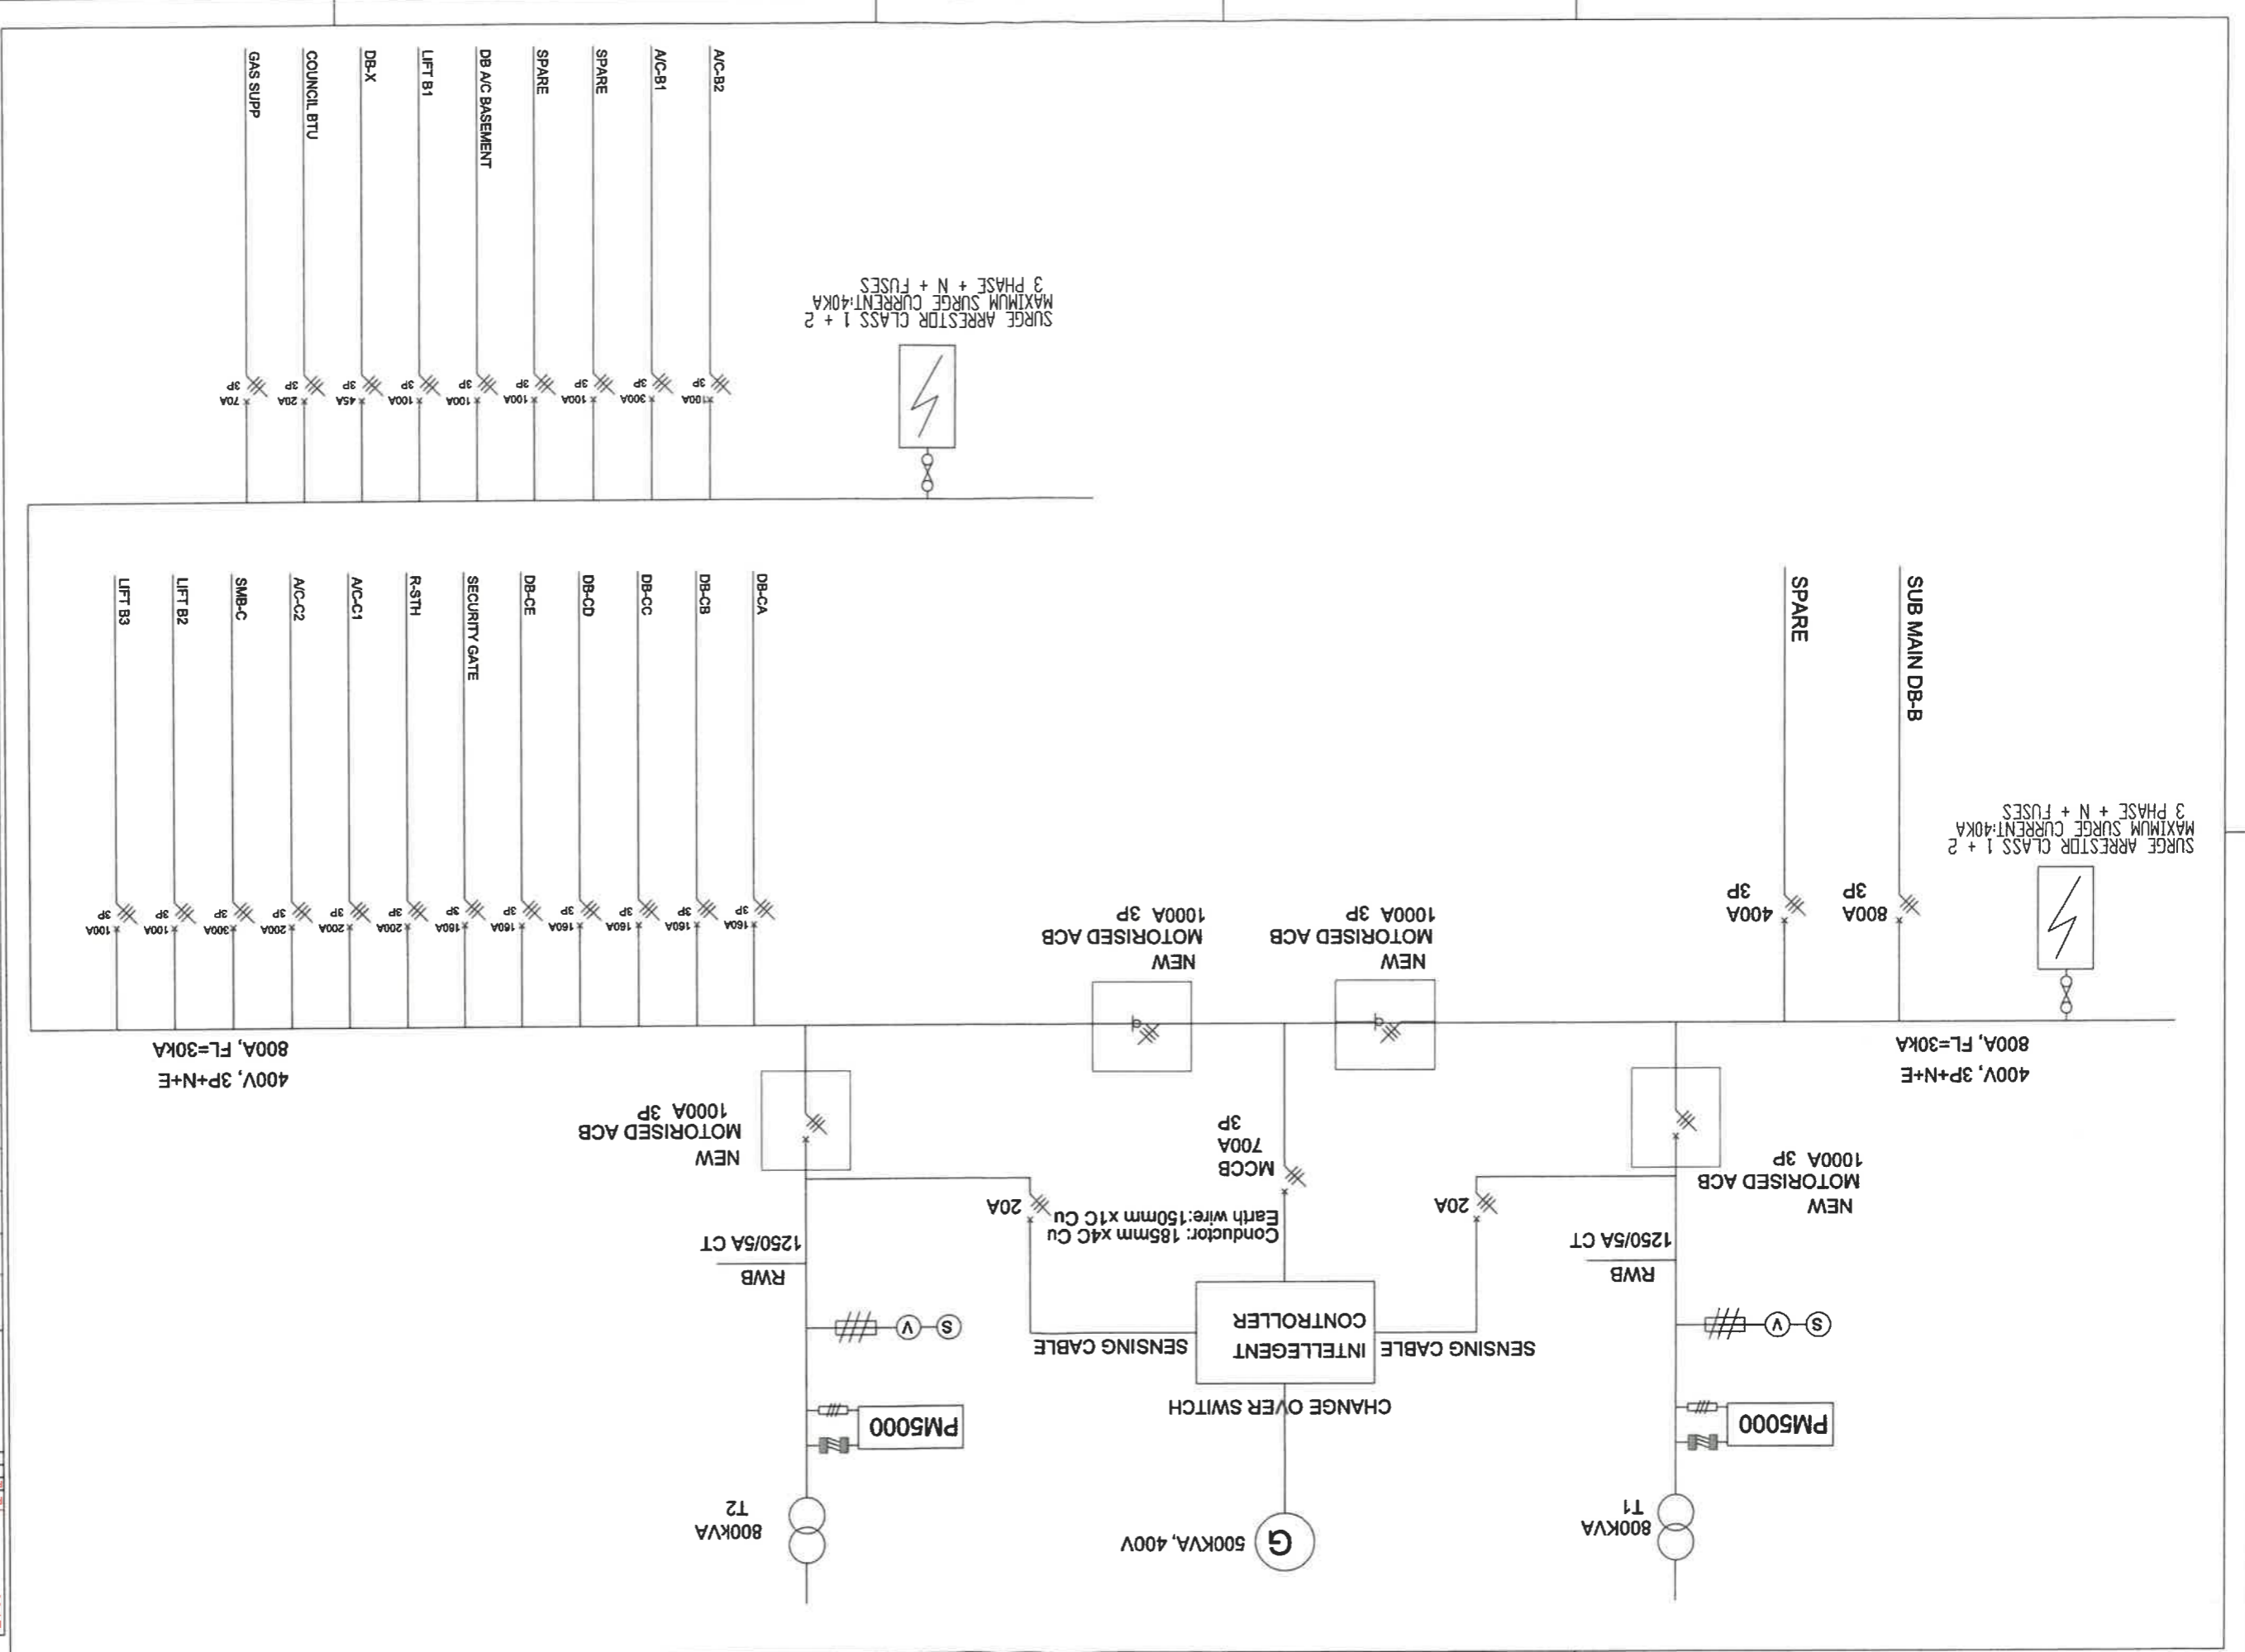 800KVA
T1
G
500KVA, 400V
800KVA
T2
PM5000
CHANGE OVER SWITCH
PM5000
S
V
SENSING CABLE
INTELLEGENT
CONTROLLER
SENSING CABLE
S
V
RWB
1250/5A CT
RWB
1250/5A CT
NEW
MOTORISED ACB
1000A 3P
20A
Conductor: 185mm x4C Cu
Earth wire:150mm x1C Cu
20A
MCCB
700A
3P
NEW
MOTORISED ACB
1000A 3P
400V, 3P+N+E
800A, FL=30kA
400V, 3P+N+E
800A, FL=30kA
NEW
MOTORISED ACB
1000A 3P
NEW
MOTORISED ACB
1000A 3P
SURGE ARRESTOR CLASS 1 + 2
MAXIMUM SURGE CURRENT:40KA
3 PHASE + N + FUSES
800A
3P
SUB MAIN DB-B
400A
3P
SPARE
160A
3P
DB-CA
160A
3P
DB-CB
160A
3P
DB-CC
160A
3P
DB-CD
160A
3P
DB-CE
160A
3P
SECURITY GATE
200A
3P
R-STH
200A
3P
A/C-C1
200A
3P
A/C-C2
300A
3P
SMB-C
100A
3P
LIFT B2
100A
3P
LIFT B3
SURGE ARRESTOR CLASS 1 + 2
MAXIMUM SURGE CURRENT:40KA
3 PHASE + N + FUSES
100A
3P
A/C-B2
300A
3P
A/C-B1
100A
3P
SPARE
100A
3P
SPARE
100A
3P
DB A/C BASEMENT
100A
3P
LIFT B1
45A
3P
DB-X
20A
3P
COUNCIL BTU
70A
3P
GAS SUPP